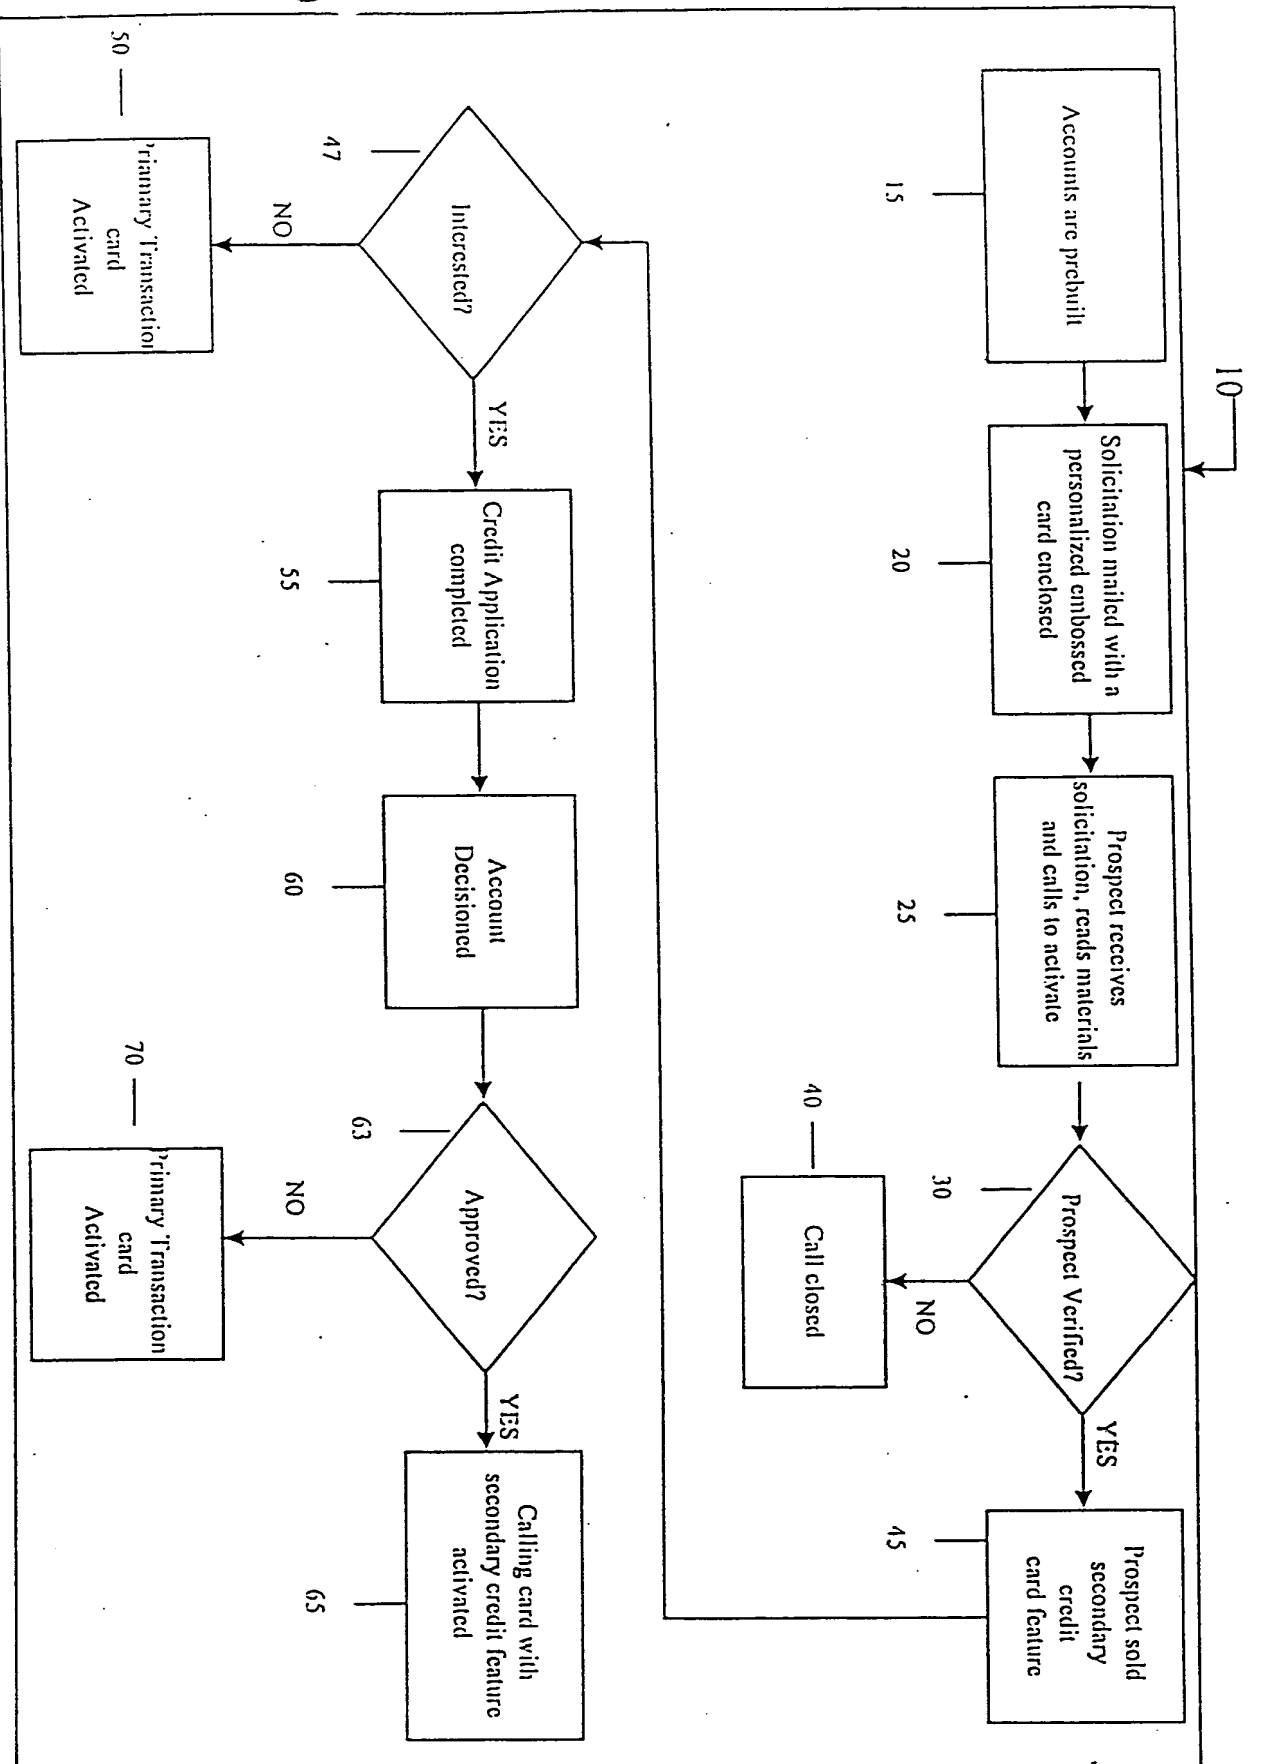 10
Accounts are prebuilt
15
Solicitation mailed with a
personalized embossed
card enclosed
20
Prospect receives
solicitation, reads materials
and calls to activate
25
Prospect Verified?
30
NO
Call closed
40
YES
Prospect sold
secondary
credit
card feature
45
Interested?
47
NO
Priamary Transaction
card
Activated
50
YES
Credit Application
completed
55
Account
Decisioned
60
Approved?
63
NO
Primary Transaction
card
Activated
70
YES
Calling card with
secondary credit feature
activated
65